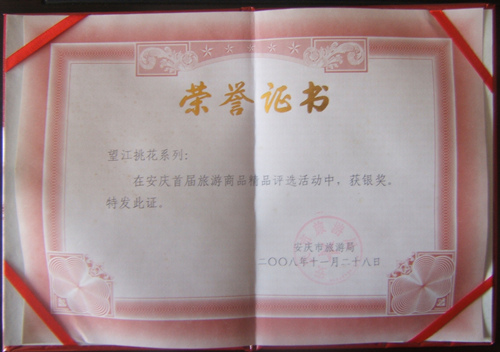 荣誉证书
望江挑花系列:
在安庆首届旅游商品精品评选活动中，获银奖。
特发此证。
安庆市旅游局
二〇〇八年十一月二十八日